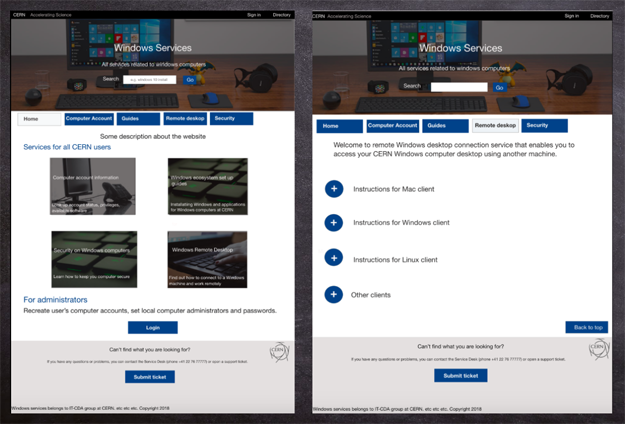 CERN Accelerating Science
Sign in Directory
Windows Services
All services related to windows computers
Search Go
Home Computer Account Guides Remote deskop Security
Some description about the website
Services for all CERN users
Computer account information
Windows ecosystem set up guides
Installating Windows and applications for Windows computers at CERN
Security on Windows computers
Learn how to keep you computer secure
Windows Remote Desktop
Find out how to connect to a Windows machine and work remotely
For administrators
Recreate user's computer accounts, set local computer administrators and passwords.
Login
Can't find what you are looking for?
If you have any questions or problems, you can contact the Service Desk (phone +41 22 76 77777) or open a support ticket.
CERN
Submit ticket
Windows services belongs to IT-CDA group at CERN, etc etc etc. Copyright 2018
CERN Accelerating Science
Sign in Directory
Windows Services
All services related to windows computers
Search Go
Home Computer Account Guides Remote deskop Security
Welcome to remote Windows desktop connection service that enables you to
access your CERN Windows computer desktop using another machine.
+ Instructions for Mac client
+ Instructions for Windows client
+ Instructions for Linux client
+ Other clients
Back to top
Can't find what you are looking for?
If you have any questions or problems, you can contact the Service Desk (phone +41 22 76 77777) or open a support ticket.
CERN
Submit ticket
Windows services belongs to IT-CDA group at CERN, etc etc etc. Copyright 2018